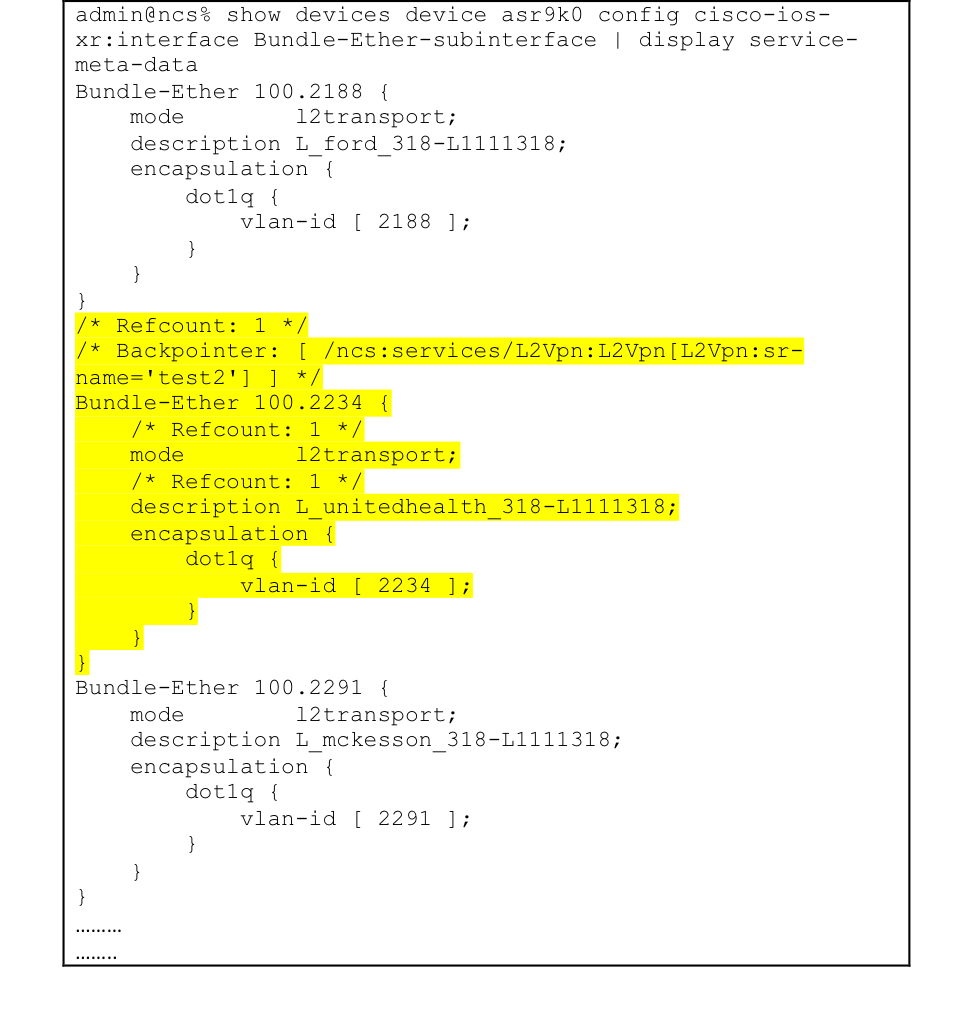 admin@ncs% show devices device asr9k0 config cisco-ios-
xr:interface Bundle-Ether-subinterface | display service-
meta-data
Bundle-Ether 100.2188 {
    mode        l2transport;
    description L_ford_318-L1111318;
    encapsulation {
        dot1q {
            vlan-id [ 2188 ];
        }
    }
}
/* Refcount: 1 */
/* Backpointer: [ /ncs:services/L2Vpn:L2Vpn[L2Vpn:sr-
name='test2'] ] */
Bundle-Ether 100.2234 {
    /* Refcount: 1 */
    mode        l2transport;
    /* Refcount: 1 */
    description L_unitedhealth_318-L1111318;
    encapsulation {
        dot1q {
            vlan-id [ 2234 ];
        }
    }
}
Bundle-Ether 100.2291 {
    mode        l2transport;
    description L_mckesson_318-L1111318;
    encapsulation {
        dot1q {
            vlan-id [ 2291 ];
        }
    }
}
………
……..